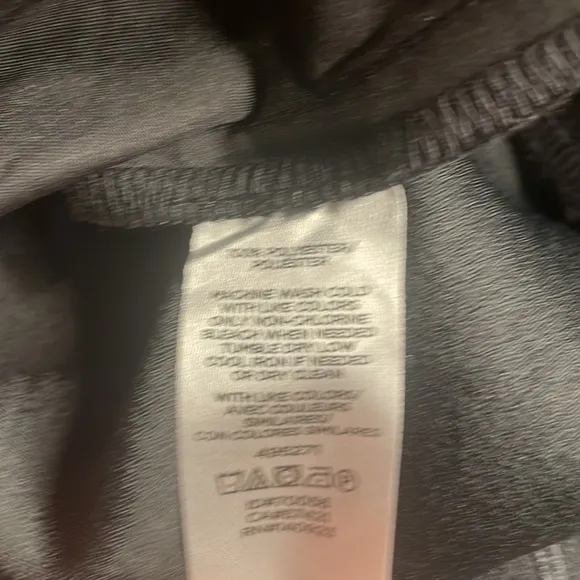 100% POLYESTER/
POLIESTER
MACHINE WASH COLD
WITH LIKE COLORS
ONLY NON-CHLORINE
BLEACH WHEN NEEDED
TUMBLE DRY LOW
COOL IRON IF NEEDED
OR DRY CLEAN
WITH LIKE COLORS/
AVEC COULEURS
SIMILAIRES/
CON COLORES SIMILARES